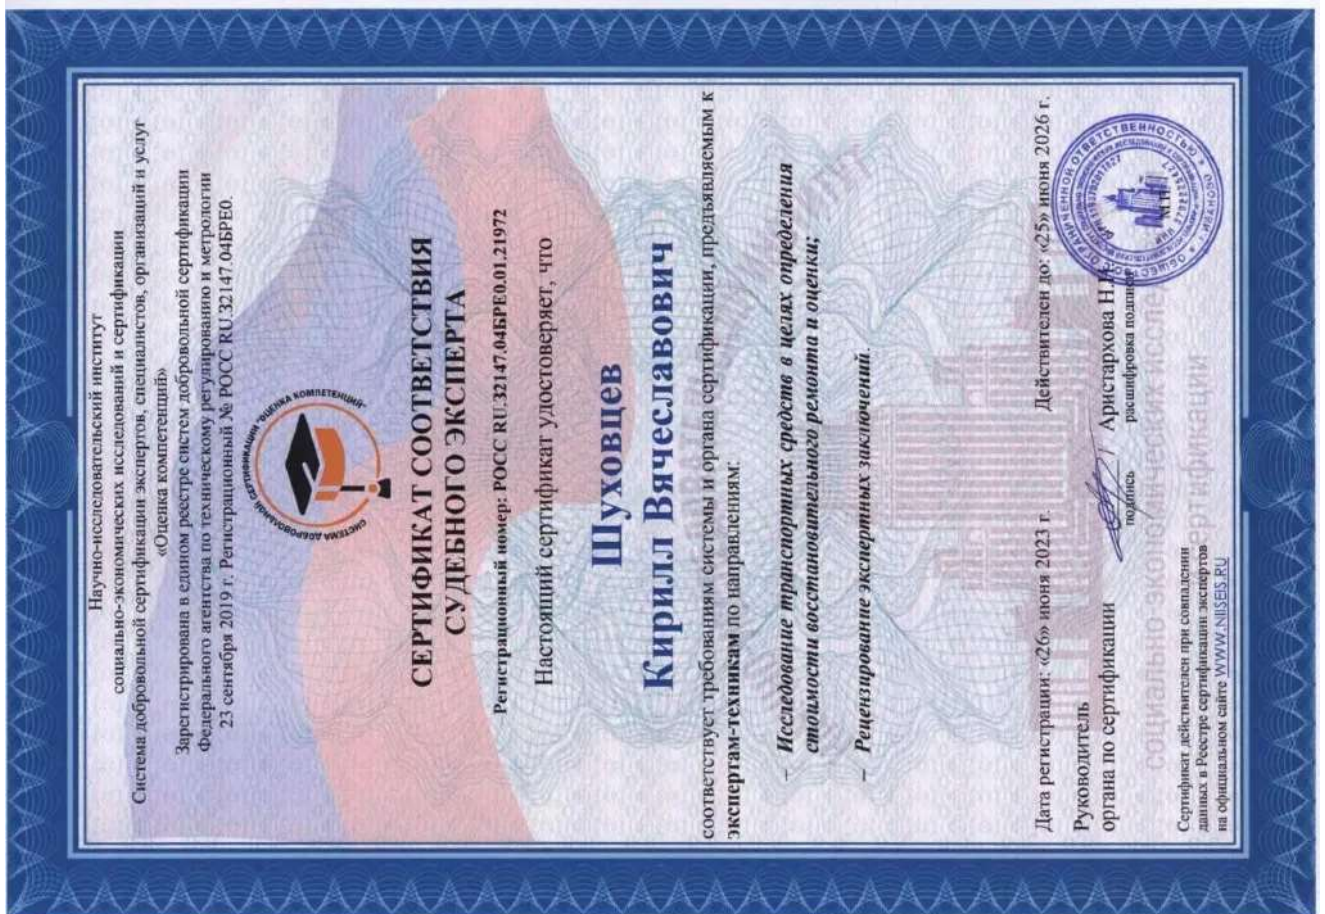 Научно-исследовательский институт
социально-экономических исследований и сертификации
Система добровольной сертификации экспертов, специалистов, организаций и услуг
«Оценка компетенций»
Зарегистрирована в едином реестре систем добровольной сертификации
Федерального агентства по техническому регулированию и метрологии
23 сентября 2019 г. Регистрационный № РОСС RU.32147.04БРЕ0.
СИСТЕМА ДОБРОВОЛЬНОЙ СЕРТИФИКАЦИИ "ОЦЕНКА КОМПЕТЕНЦИЙ"
СЕРТИФИКАТ СООТВЕТСТВИЯ
СУДЕБНОГО ЭКСПЕРТА
Регистрационный номер: РОСС RU.32147.04БРЕ0.01.21972
Настоящий сертификат удостоверяет, что
Шуховцев
Кирилл Вячеславович
соответствует требованиям системы и органа сертификации, предъявляемым к
экспертам-техникам по направлениям:
– Исследование транспортных средств в целях определения
стоимости восстановительного ремонта и оценки;
– Рецензирование экспертных заключений.
Дата регистрации: «26» июня 2023 г. Действителен до: «25» июня 2026 г.
Руководитель
органа по сертификации / Аристархова Н.
подпись расшифровка подписи
М.П.
Сертификат действителен при совпадении
данных в Реестре сертификации экспертов
на официальном сайте WWW.NIISEIS.RU